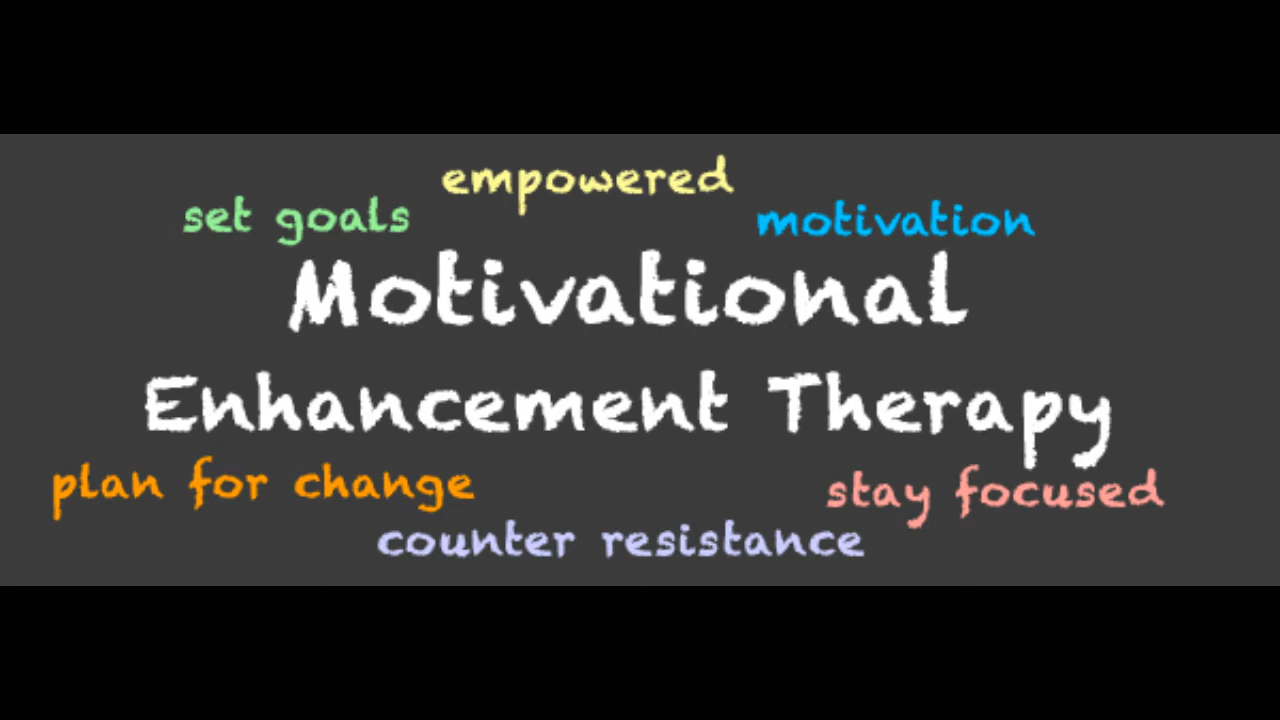 empowered
set goals
motivation
Motivational
Enhancement Therapy
plan for change
stay focused
counter resistance